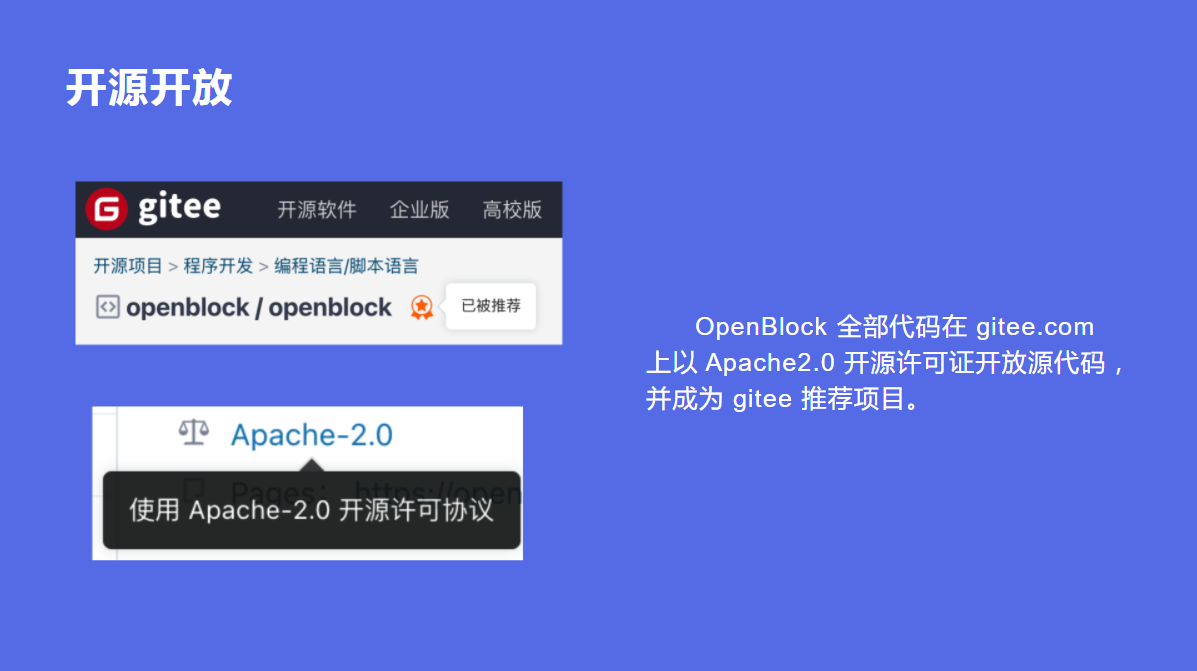 开源开放
gitee 开源软件 企业版 高校版
开源项目 > 程序开发 > 编程语言/脚本语言
openblock / openblock 已被推荐
Apache-2.0
Pages: https://open
使用 Apache-2.0 开源许可协议
OpenBlock 全部代码在 gitee.com
上以 Apache2.0 开源许可证开放源代码，
并成为 gitee 推荐项目。